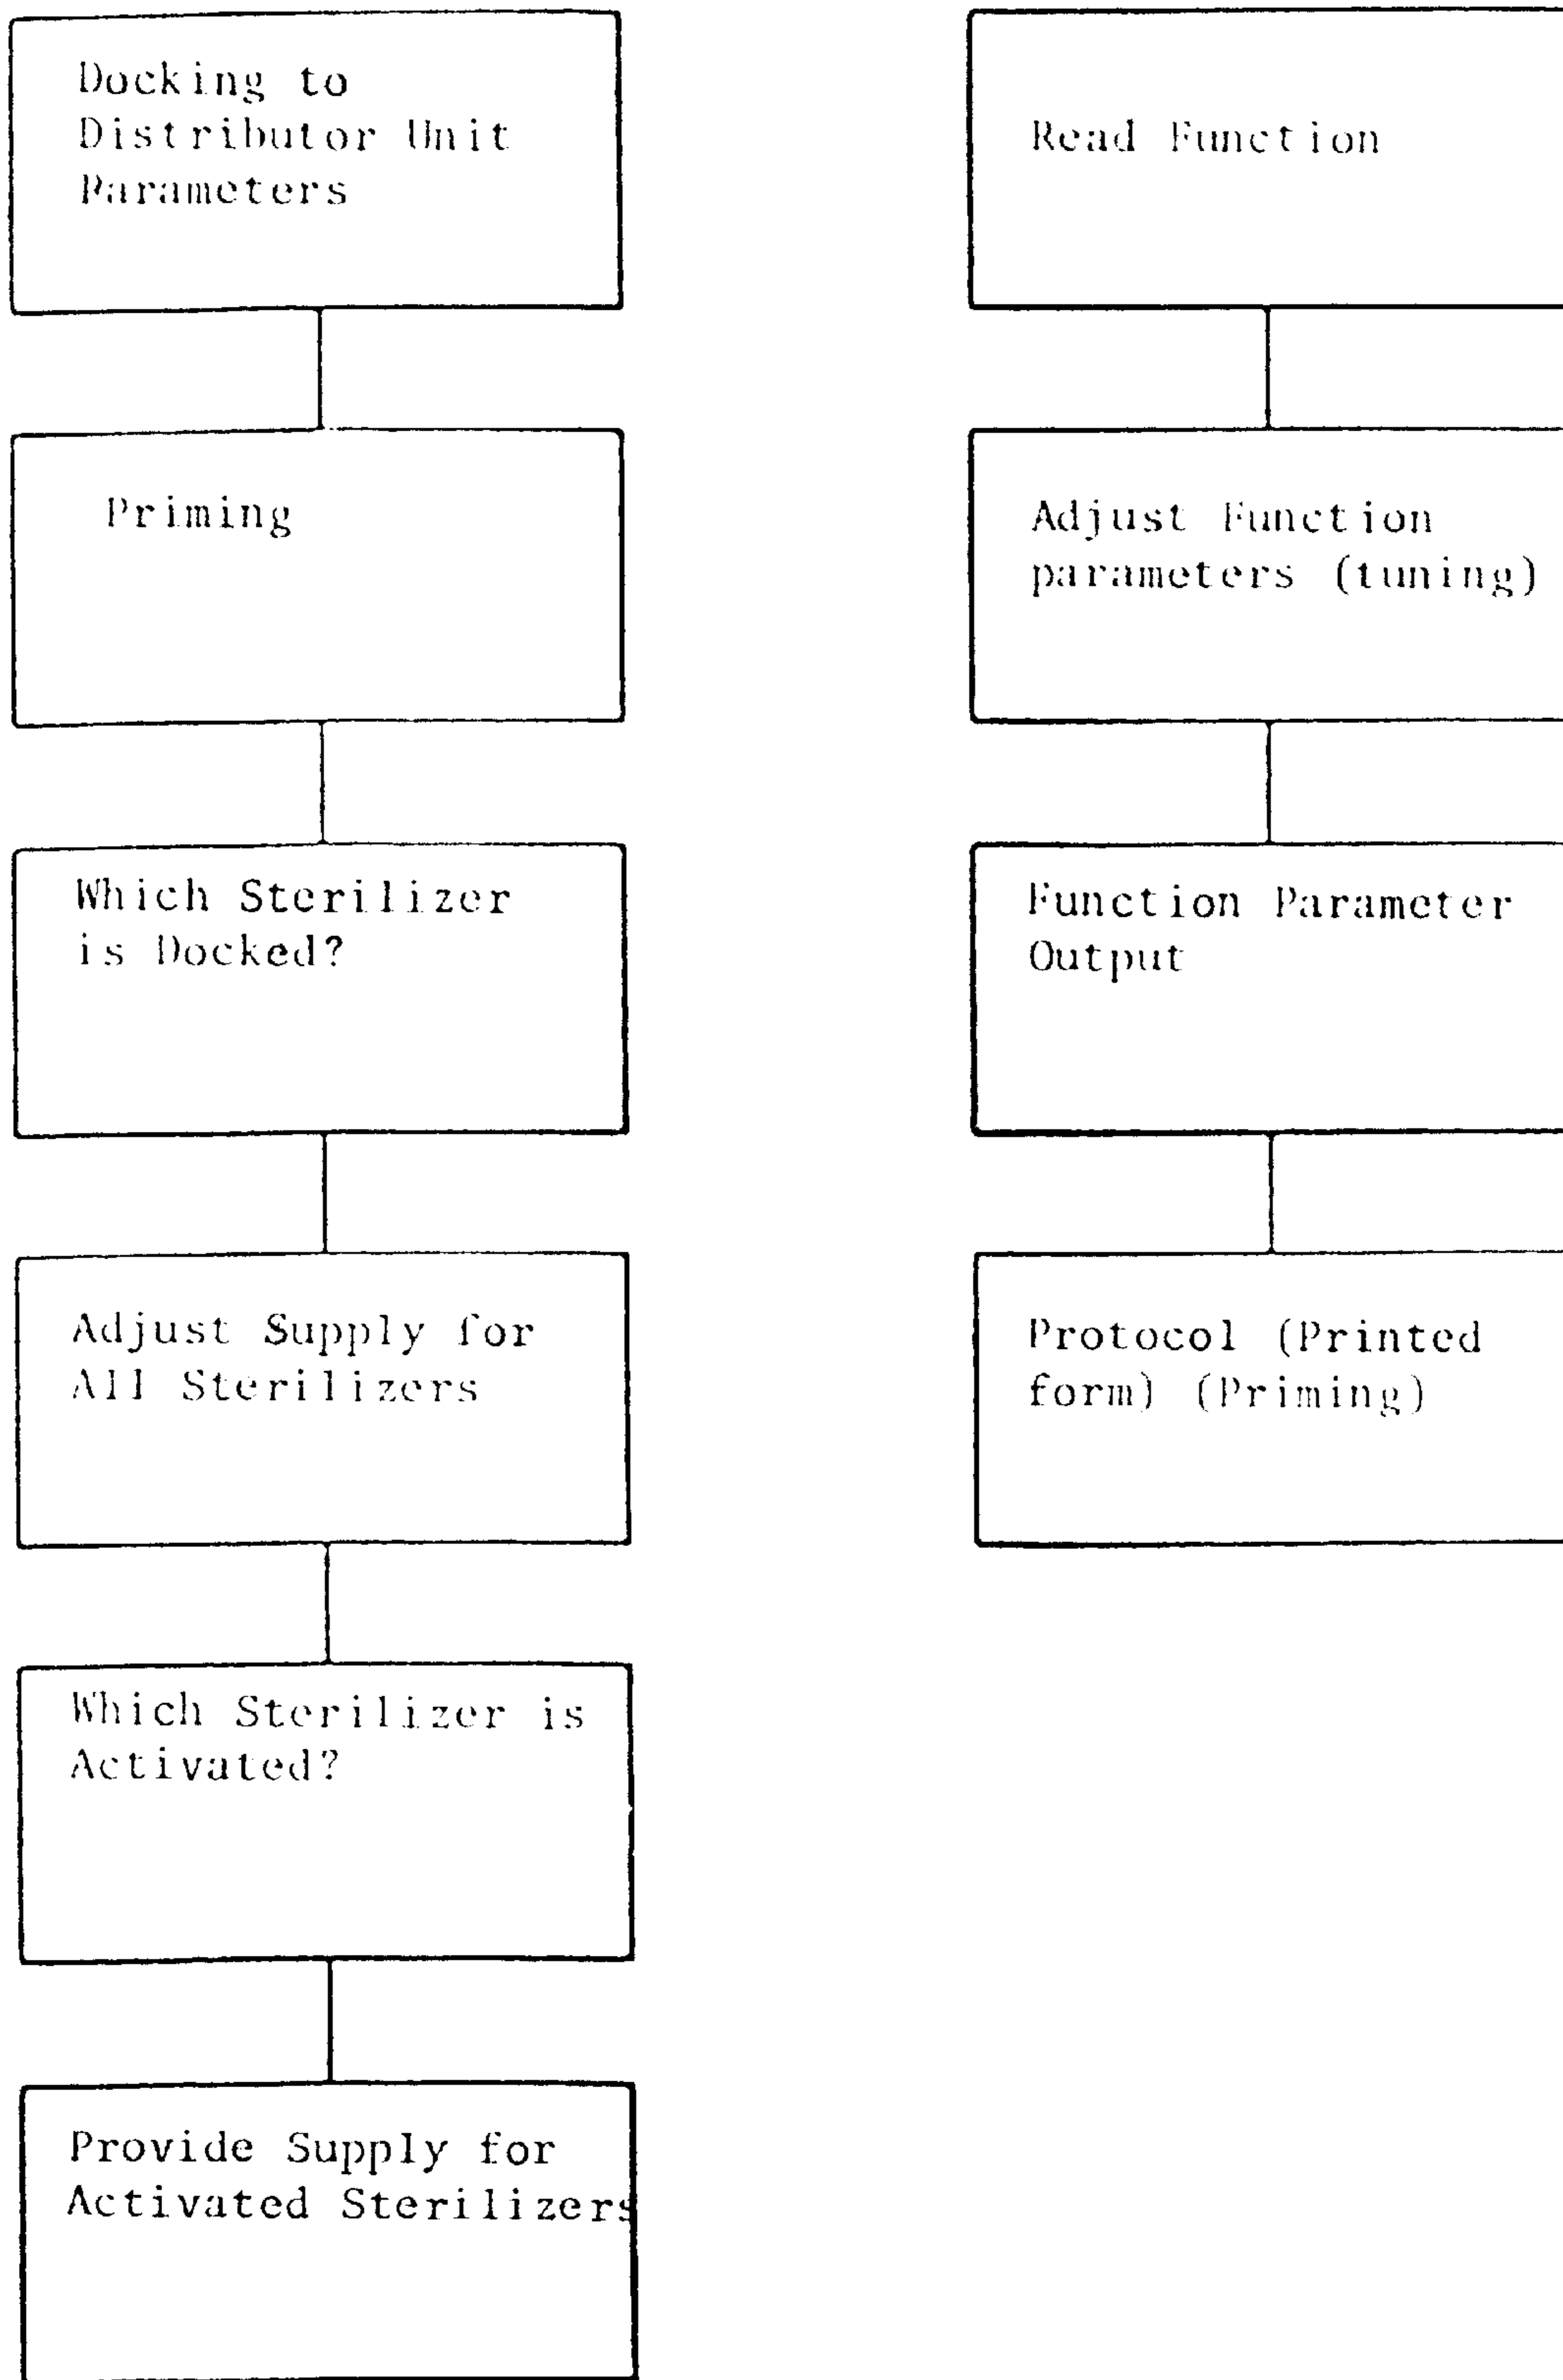 Docking to
Distributor Unit
Parameters
Priming
Which Sterilizer
is Docked?
Adjust Supply for
All Sterilizers
Which Sterilizer is
Activated?
Provide Supply for
Activated Sterilizers
Read Function
Adjust Function
parameters (tuning)
Function Parameter
Output
Protocol (Printed
form) (Priming)